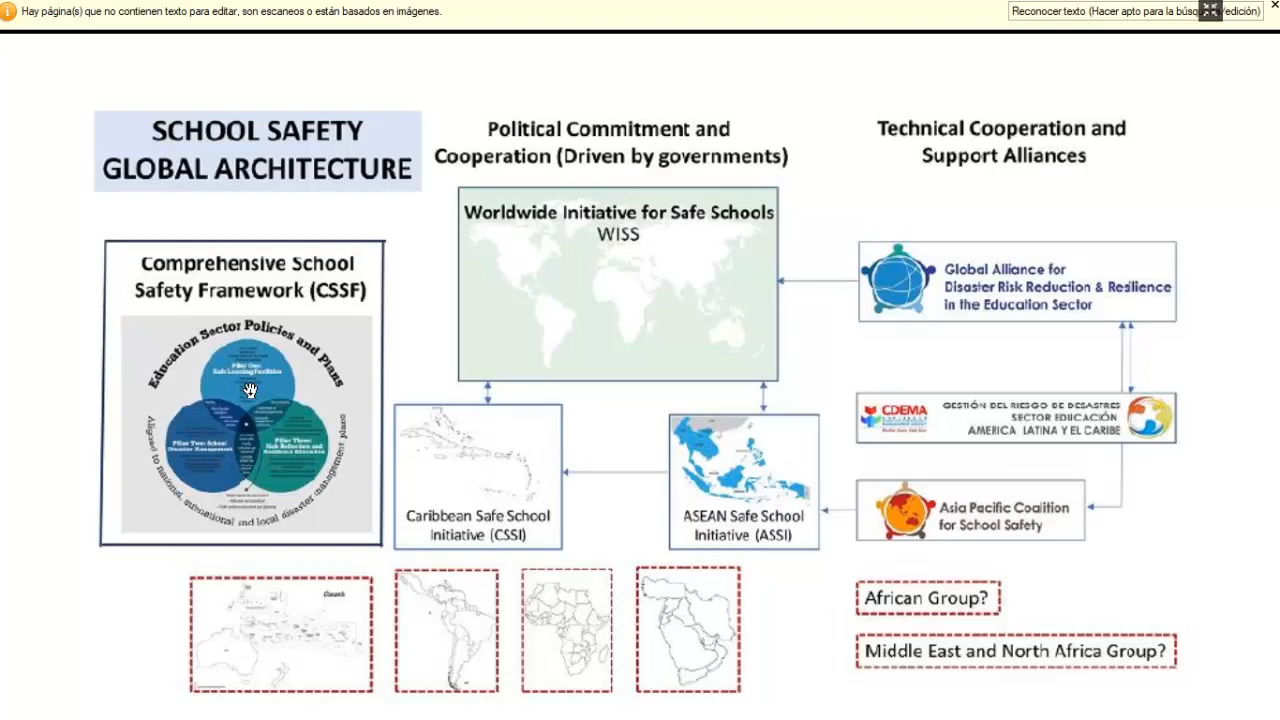 Hay página(s) que no contienen texto para editar, son escaneos o están basados en imágenes.
Reconocer texto (Hacer apto para la /edición)
SCHOOL SAFETY
GLOBAL ARCHITECTURE
Political Commitment and
Cooperation (Driven by governments)
Technical Cooperation and
Support Alliances
Comprehensive School
Safety Framework (CSSF)
Education Sector Policies and Plans
Pillar One:
Safe Learning Facilities
Pillar Two: School
Disaster Management
Pillar Three:
Risk Reduction and
Resilience Education
Aligned to national, subnational and local disaster management plans
Worldwide Initiative for Safe Schools
WISS
Caribbean Safe School
Initiative (CSSI)
ASEAN Safe School
Initiative (ASSI)
Global Alliance for
Disaster Risk Reduction & Resilience
in the Education Sector
CDEMA
GESTIÓN DEL RIESGO DE DESASTRES
SECTOR EDUCACIÓN
AMERICA LATINA Y EL CARIBE
Asia Pacific Coalition
for School Safety
Oceania
African Group?
Middle East and North Africa Group?